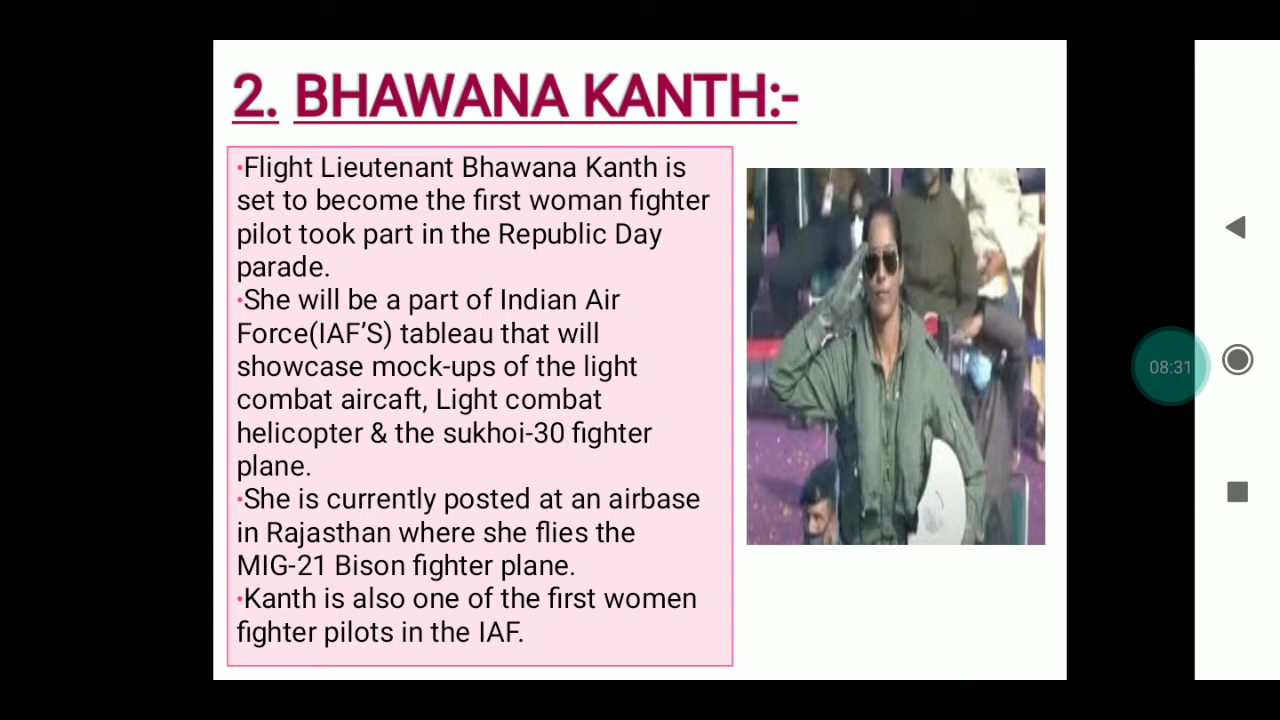 2. BHAWANA KANTH:-
•Flight Lieutenant Bhawana Kanth is
set to become the first woman fighter
pilot took part in the Republic Day
parade.
•She will be a part of Indian Air
Force(IAF’S) tableau that will
showcase mock-ups of the light
combat aircaft, Light combat
helicopter & the sukhoi-30 fighter
plane.
•She is currently posted at an airbase
in Rajasthan where she flies the
MIG-21 Bison fighter plane.
•Kanth is also one of the first women
fighter pilots in the IAF.
08:31